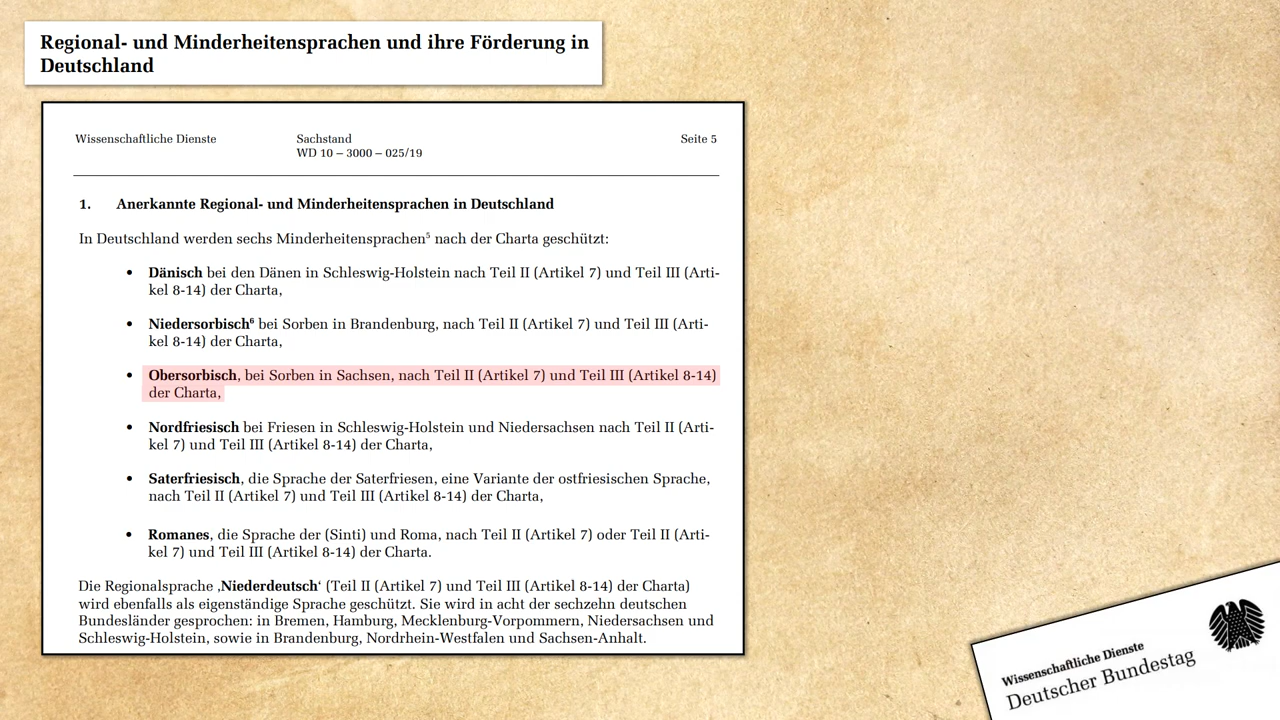 Regional- und Minderheitensprachen und ihre Förderung in
Deutschland
Wissenschaftliche Dienste Sachstand Seite 5
WD 10 – 3000 – 025/19
1. Anerkannte Regional- und Minderheitensprachen in Deutschland
In Deutschland werden sechs Minderheitensprachen⁵ nach der Charta geschützt:
• Dänisch bei den Dänen in Schleswig-Holstein nach Teil II (Artikel 7) und Teil III (Arti-
kel 8-14) der Charta,
• Niedersorbisch⁶ bei Sorben in Brandenburg, nach Teil II (Artikel 7) und Teil III (Arti-
kel 8-14) der Charta,
• Obersorbisch, bei Sorben in Sachsen, nach Teil II (Artikel 7) und Teil III (Artikel 8-14)
der Charta,
• Nordfriesisch bei Friesen in Schleswig-Holstein und Niedersachsen nach Teil II (Arti-
kel 7) und Teil III (Artikel 8-14) der Charta,
• Saterfriesisch, die Sprache der Saterfriesen, eine Variante der ostfriesischen Sprache,
nach Teil II (Artikel 7) und Teil III (Artikel 8-14) der Charta,
• Romanes, die Sprache der (Sinti) und Roma, nach Teil II (Artikel 7) oder Teil II (Arti-
kel 7) und Teil III (Artikel 8-14) der Charta.
Die Regionalsprache ‚Niederdeutsch‘ (Teil II (Artikel 7) und Teil III (Artikel 8-14) der Charta)
wird ebenfalls als eigenständige Sprache geschützt. Sie wird in acht der sechzehn deutschen
Bundesländer gesprochen: in Bremen, Hamburg, Mecklenburg-Vorpommern, Niedersachsen und
Schleswig-Holstein, sowie in Brandenburg, Nordrhein-Westfalen und Sachsen-Anhalt.
Wissenschaftliche Dienste
Deutscher Bundestag